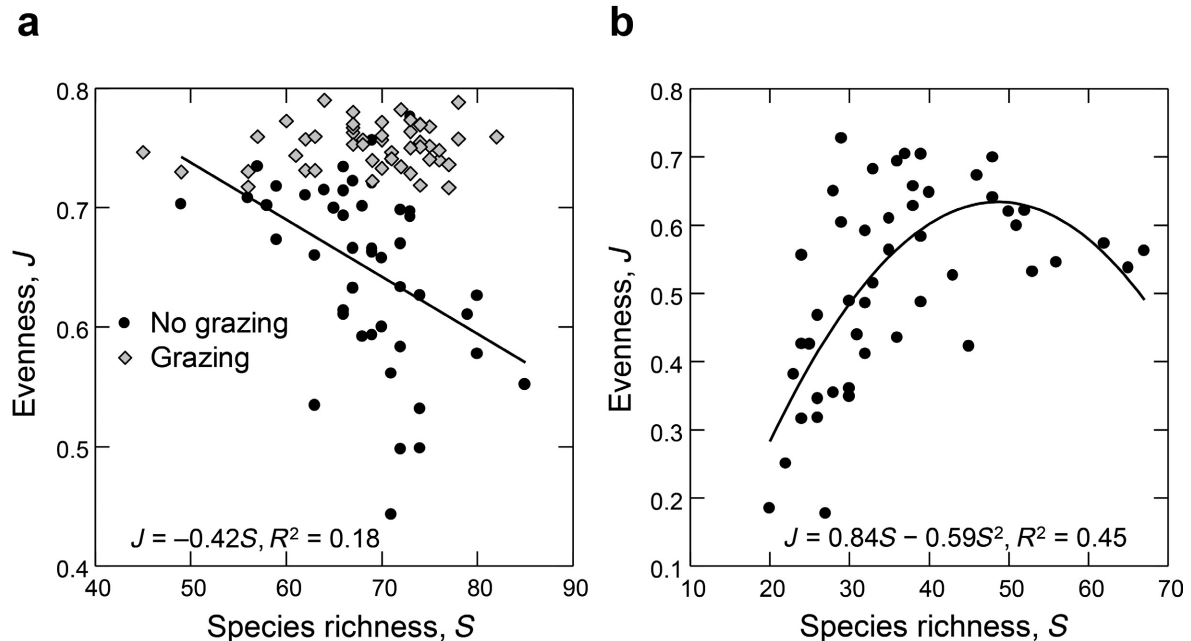 a
0.8
0.7
0.6
0.5
0.4
Evenness, J
No grazing
Grazing
J = –0.42S, R² = 0.18
40 50 60 70 80 90
Species richness, S
b
0.8
0.7
0.6
0.5
0.4
0.3
0.2
0.1
Evenness, J
J = 0.84S − 0.59S², R² = 0.45
10 20 30 40 50 60 70
Species richness, S